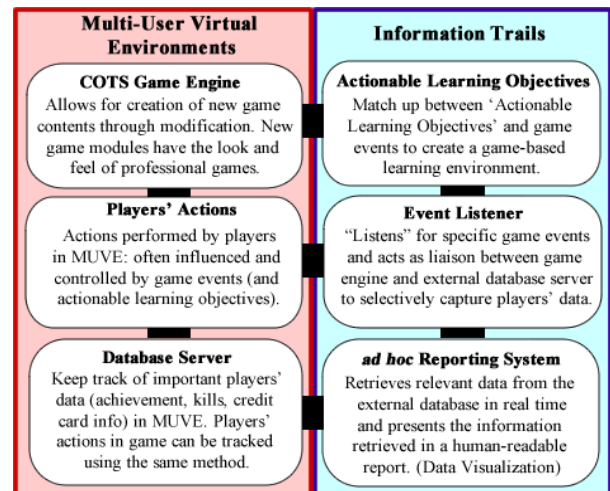 Multi-User Virtual
Environments
COTS Game Engine
Allows for creation of new game
contents through modification. New
game modules have the look and
feel of professional games.
Players' Actions
Actions performed by players
in MUVE: often influenced and
controlled by game events (and
actionable learning objectives).
Database Server
Keep track of important players'
data (achievement, kills, credit
card info) in MUVE. Players'
actions in game can be tracked
using the same method.
Information Trails
Actionable Learning Objectives
Match up between 'Actionable
Learning Objectives' and game
events to create a game-based
learning environment.
Event Listener
"Listens" for specific game events
and acts as liaison between game
engine and external database server
to selectively capture players' data.
ad hoc Reporting System
Retrieves relevant data from the
external database in real time
and presents the information
retrieved in a human-readable
report. (Data Visualization)